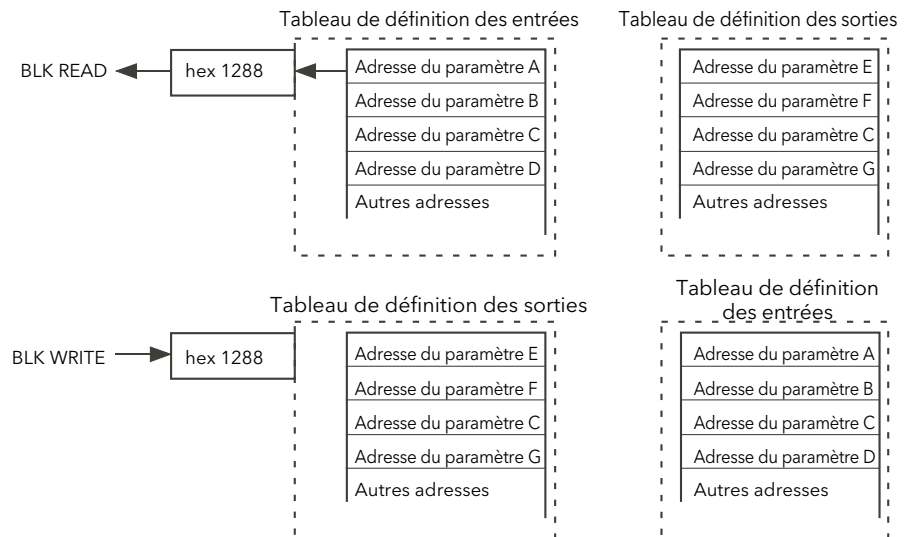 Tableau de définition des entrées
BLK READ
hex 1288
Adresse du paramètre A
Adresse du paramètre B
Adresse du paramètre C
Adresse du paramètre D
Autres adresses
Tableau de définition des sorties
Adresse du paramètre E
Adresse du paramètre F
Adresse du paramètre C
Adresse du paramètre G
Autres adresses
Tableau de définition des sorties
BLK WRITE
hex 1288
Adresse du paramètre E
Adresse du paramètre F
Adresse du paramètre C
Adresse du paramètre G
Autres adresses
Tableau de définition
des entrées
Adresse du paramètre A
Adresse du paramètre B
Adresse du paramètre C
Adresse du paramètre D
Autres adresses